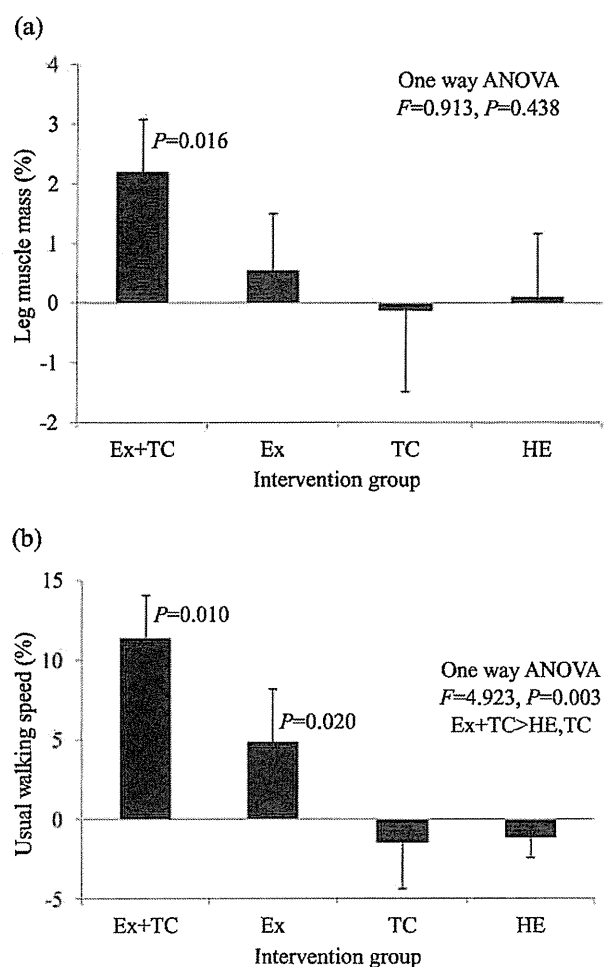 (a)
One way ANOVA
F=0.913, P=0.438
4
3
2
1
0
-1
-2
P=0.016
Leg muscle mass (%)
Ex+TC Ex TC HE
Intervention group
(b)
15
10
5
0
-5
P=0.010
P=0.020
One way ANOVA
F=4.923, P=0.003
Ex+TC>HE,TC
Usual walking speed (%)
Ex+TC Ex TC HE
Intervention group